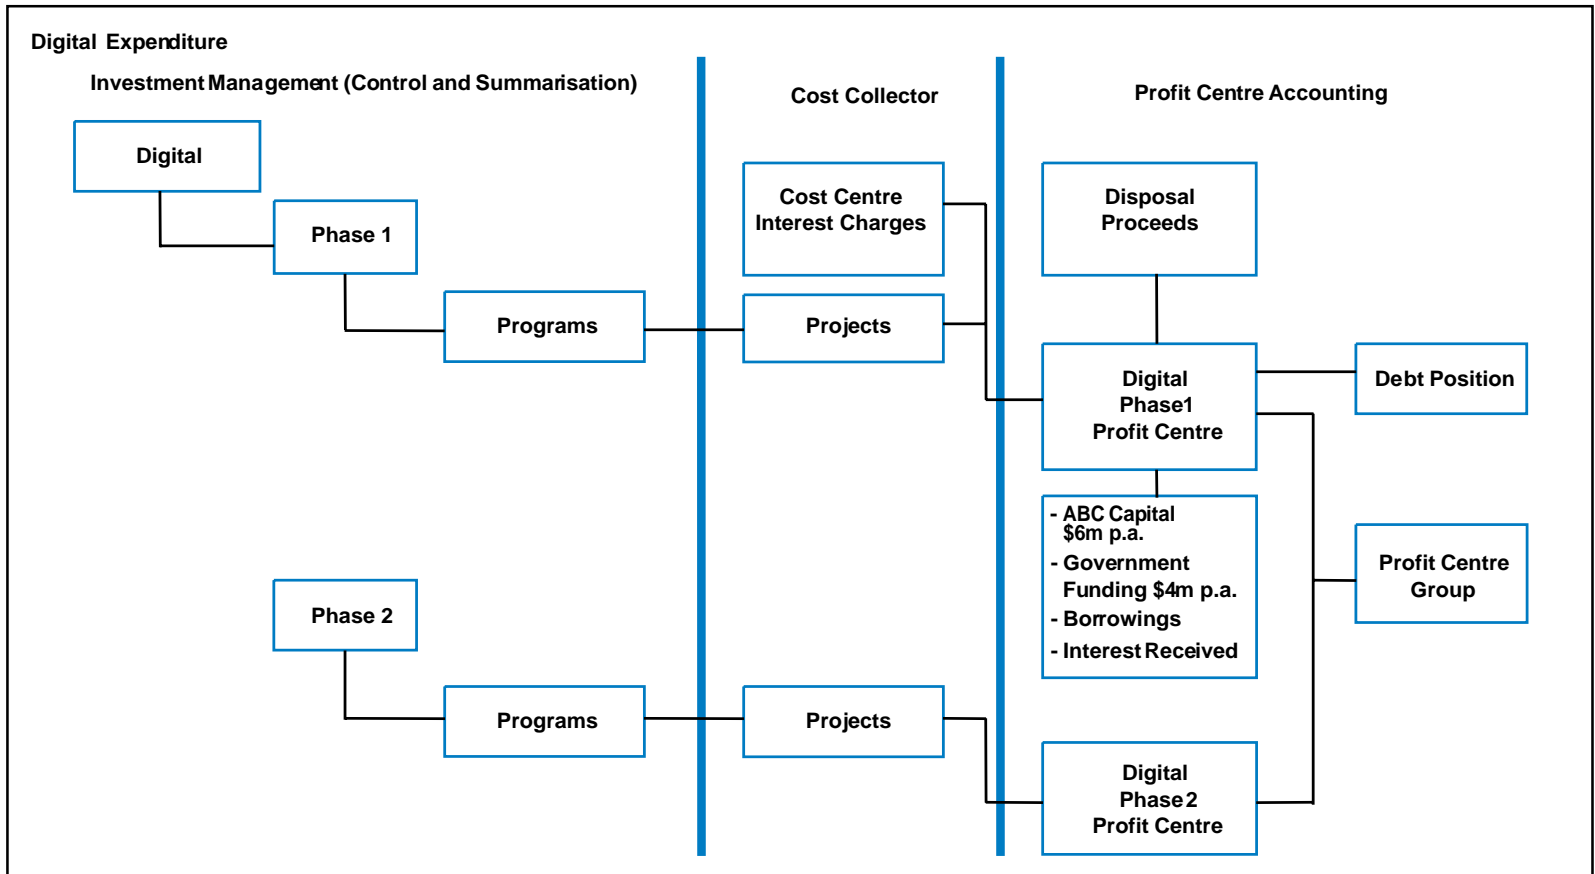 Digital Expenditure
Investment Management (Control and Summarisation)
Cost Collector
Profit Centre Accounting
Digital
Phase 1
Programs
Cost Centre
Interest Charges
Projects
Disposal
Proceeds
Digital
Phase1
Profit Centre
Debt Position
- ABC Capital
$6m p.a.
- Government
Funding $4m p.a.
- Borrowings
- Interest Received
Profit Centre
Group
Phase 2
Programs
Projects
Digital
Phase 2
Profit Centre